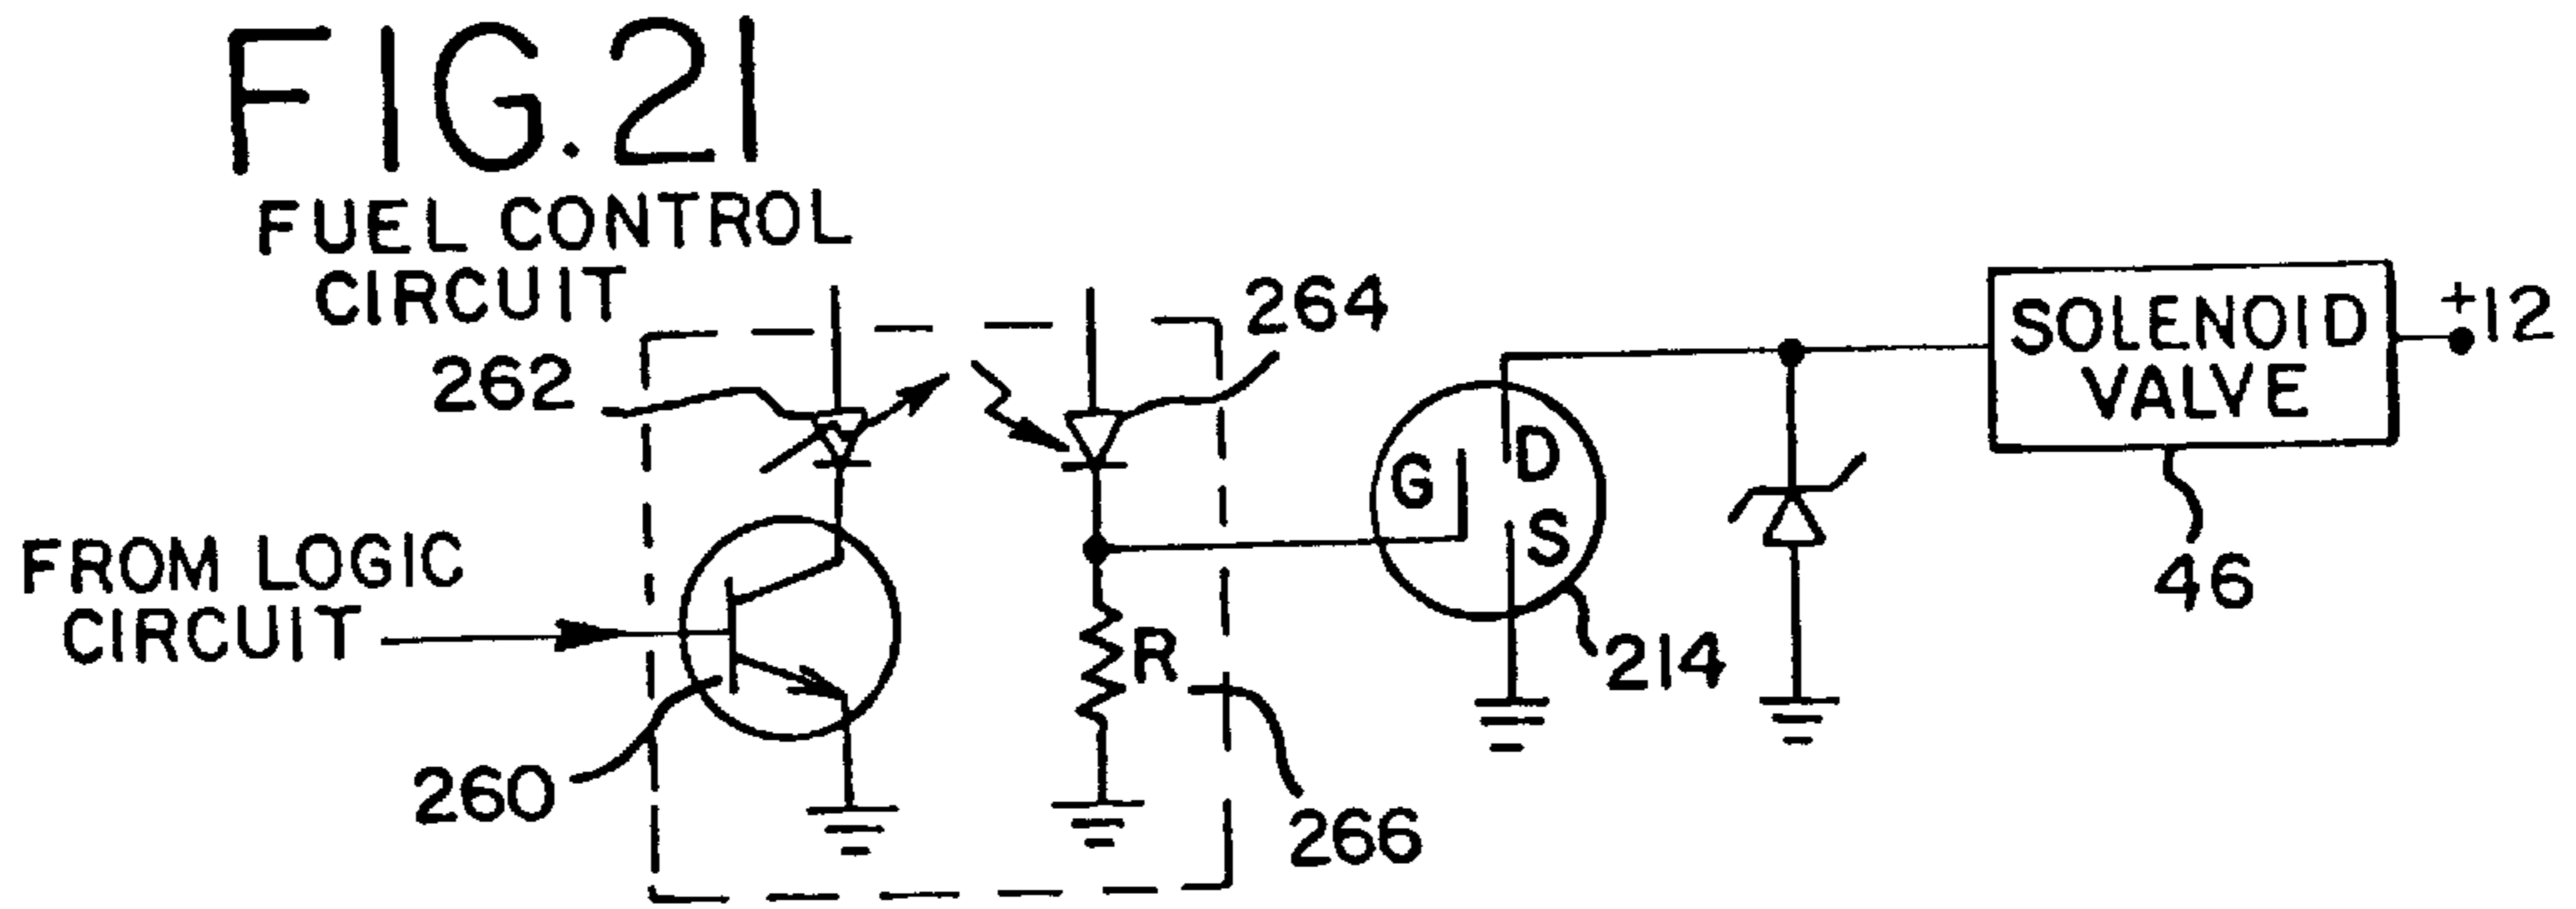 FIG. 21
FUEL CONTROL
CIRCUIT
262
264
SOLENOID
VALVE
+12
G
D
S
FROM LOGIC
CIRCUIT
46
R
214
260
266